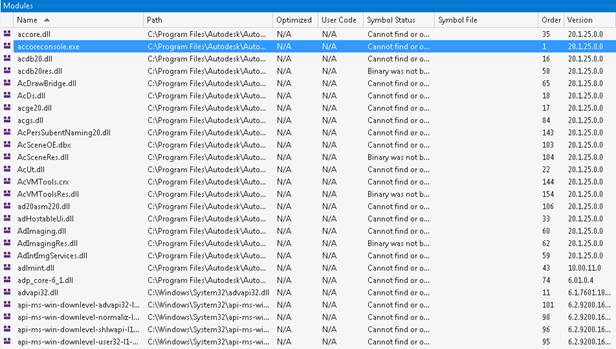 Modules
Name Path Optimized User Code Symbol Status Symbol File Order Version
accore.dll C:\Program Files\Autodesk\Auto... N/A N/A Cannot find or o... 35 20.1.25.0.0
accoreconsole.exe C:\Program Files\Autodesk\Auto... N/A N/A Cannot find or o... 1 20.1.25.0.0
acdb20.dll C:\Program Files\Autodesk\Auto... N/A N/A Cannot find or o... 16 20.1.25.0.0
acdb20res.dll C:\Program Files\Autodesk\Auto... N/A N/A Binary was not b... 58 20.1.25.0.0
AcDrawBridge.dll C:\Program Files\Autodesk\Auto... N/A N/A Cannot find or o... 65 20.1.25.0.0
AcDs.dll C:\Program Files\Autodesk\Auto... N/A N/A Cannot find or o... 18 20.1.25.0.0
acge20.dll C:\Program Files\Autodesk\Auto... N/A N/A Cannot find or o... 17 20.1.25.0.0
acgs.dll C:\Program Files\Autodesk\Auto... N/A N/A Cannot find or o... 84 20.1.25.0.0
AcPersSubentNaming20.dll C:\Program Files\Autodesk\Auto... N/A N/A Cannot find or o... 143 20.1.25.0.0
AcSceneOE.dbx C:\Program Files\Autodesk\Auto... N/A N/A Cannot find or o... 103 20.1.25.0.0
AcSceneRes.dll C:\Program Files\Autodesk\Auto... N/A N/A Binary was not b... 104 20.1.25.0.0
AcUt.dll C:\Program Files\Autodesk\Auto... N/A N/A Cannot find or o... 22 20.1.25.0.0
AcVMTools.crx C:\Program Files\Autodesk\Auto... N/A N/A Cannot find or o... 144 20.1.25.0.0
AcVMToolsRes.dll C:\Program Files\Autodesk\Auto... N/A N/A Binary was not b... 154 20.1.25.0.0
ad20asm220.dll C:\Program Files\Autodesk\Auto... N/A N/A Cannot find or o... 106 20.1.25.0.0
adHostableUi.dll C:\Program Files\Autodesk\Auto... N/A N/A Cannot find or o... 33 20.1.25.0.0
AdImaging.dll C:\Program Files\Autodesk\Auto... N/A N/A Cannot find or o... 60 20.1.25.0.0
AdImagingRes.dll C:\Program Files\Autodesk\Auto... N/A N/A Binary was not b... 62 20.1.25.0.0
AdIntImgServices.dll C:\Program Files\Autodesk\Auto... N/A N/A Cannot find or o... 59 20.1.25.0.0
adlmint.dll C:\Program Files\Autodesk\Auto... N/A N/A Cannot find or o... 43 10.00.11.0
adp_core-6_1.dll C:\Program Files\Autodesk\Auto... N/A N/A Cannot find or o... 74 6.01.0.4
advapi32.dll C:\Windows\System32\advapi32.dll N/A N/A Cannot find or o... 11 6.1.7601.18...
api-ms-win-downlevel-advapi32-l... C:\Windows\System32\api-ms-wi... N/A N/A Cannot find or o... 101 6.2.9200.16...
api-ms-win-downlevel-normaliz-l... C:\Windows\System32\api-ms-wi... N/A N/A Cannot find or o... 98 6.2.9200.16...
api-ms-win-downlevel-shlwapi-l1... C:\Windows\System32\api-ms-wi... N/A N/A Cannot find or o... 96 6.2.9200.16...
api-ms-win-downlevel-user32-l1-... C:\Windows\System32\api-ms-wi... N/A N/A Cannot find or o... 95 6.2.9200.16...